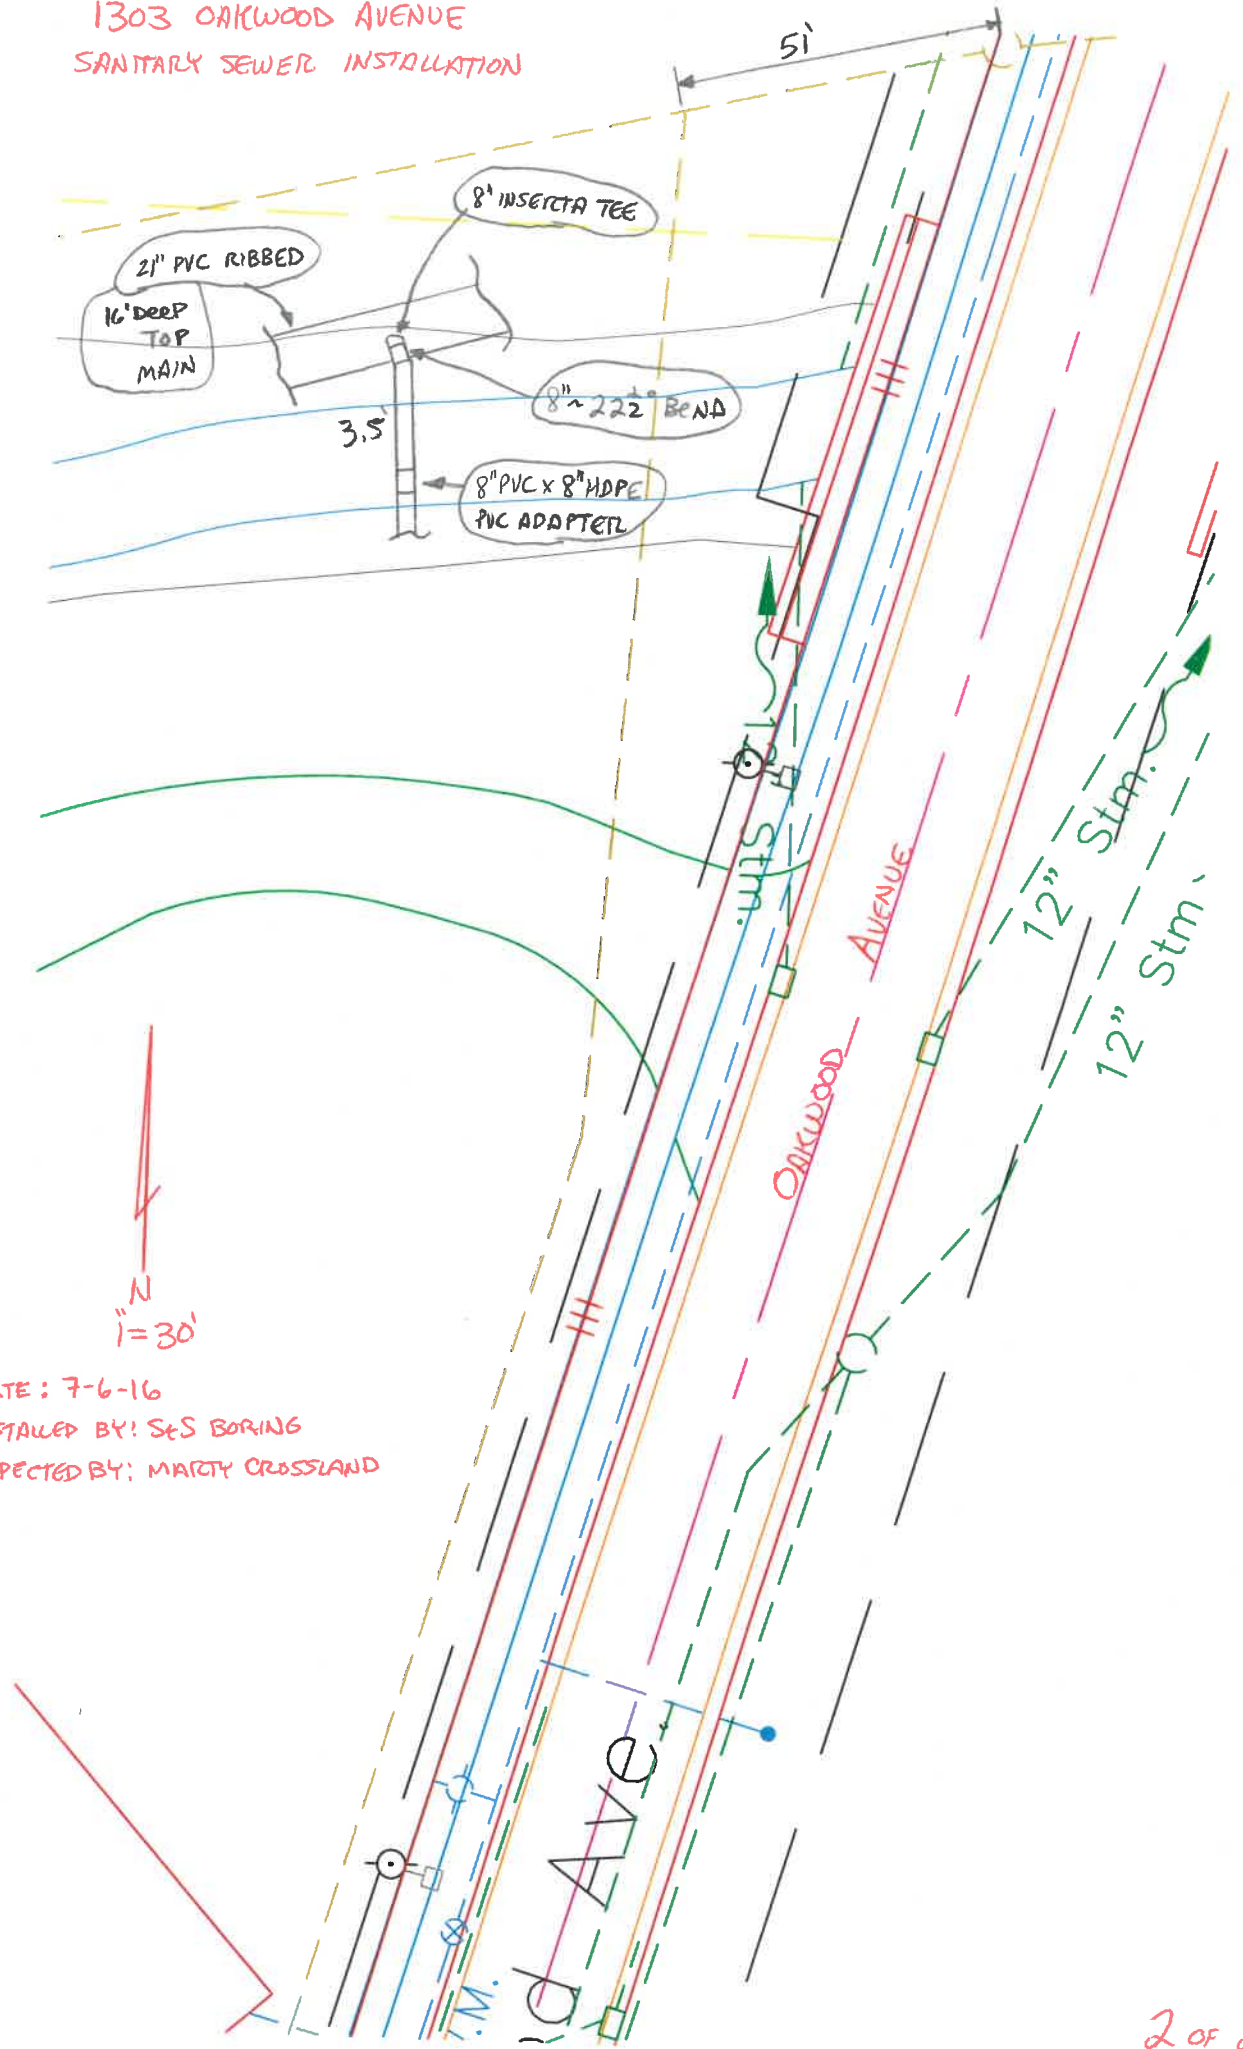 1303 OAKWOOD AVENUE
SANITARY SEWER INSTALLATION
51'
8" INSERTA TEE
21" PVC RIBBED
16' DEEP
TOP
MAIN
8" ~ 22 1/2° BEND
3.5'
8" PVC X 8" HDPE
PVC ADAPTER
Stm.
12" Stm.
12" Stm.
OAKWOOD AVENUE
N
1" = 30'
TE: 7-6-16
TALLED BY: S&S BORING
PECTED BY: MARTY CROSSLAND
d Ave.
.M.
2 OF